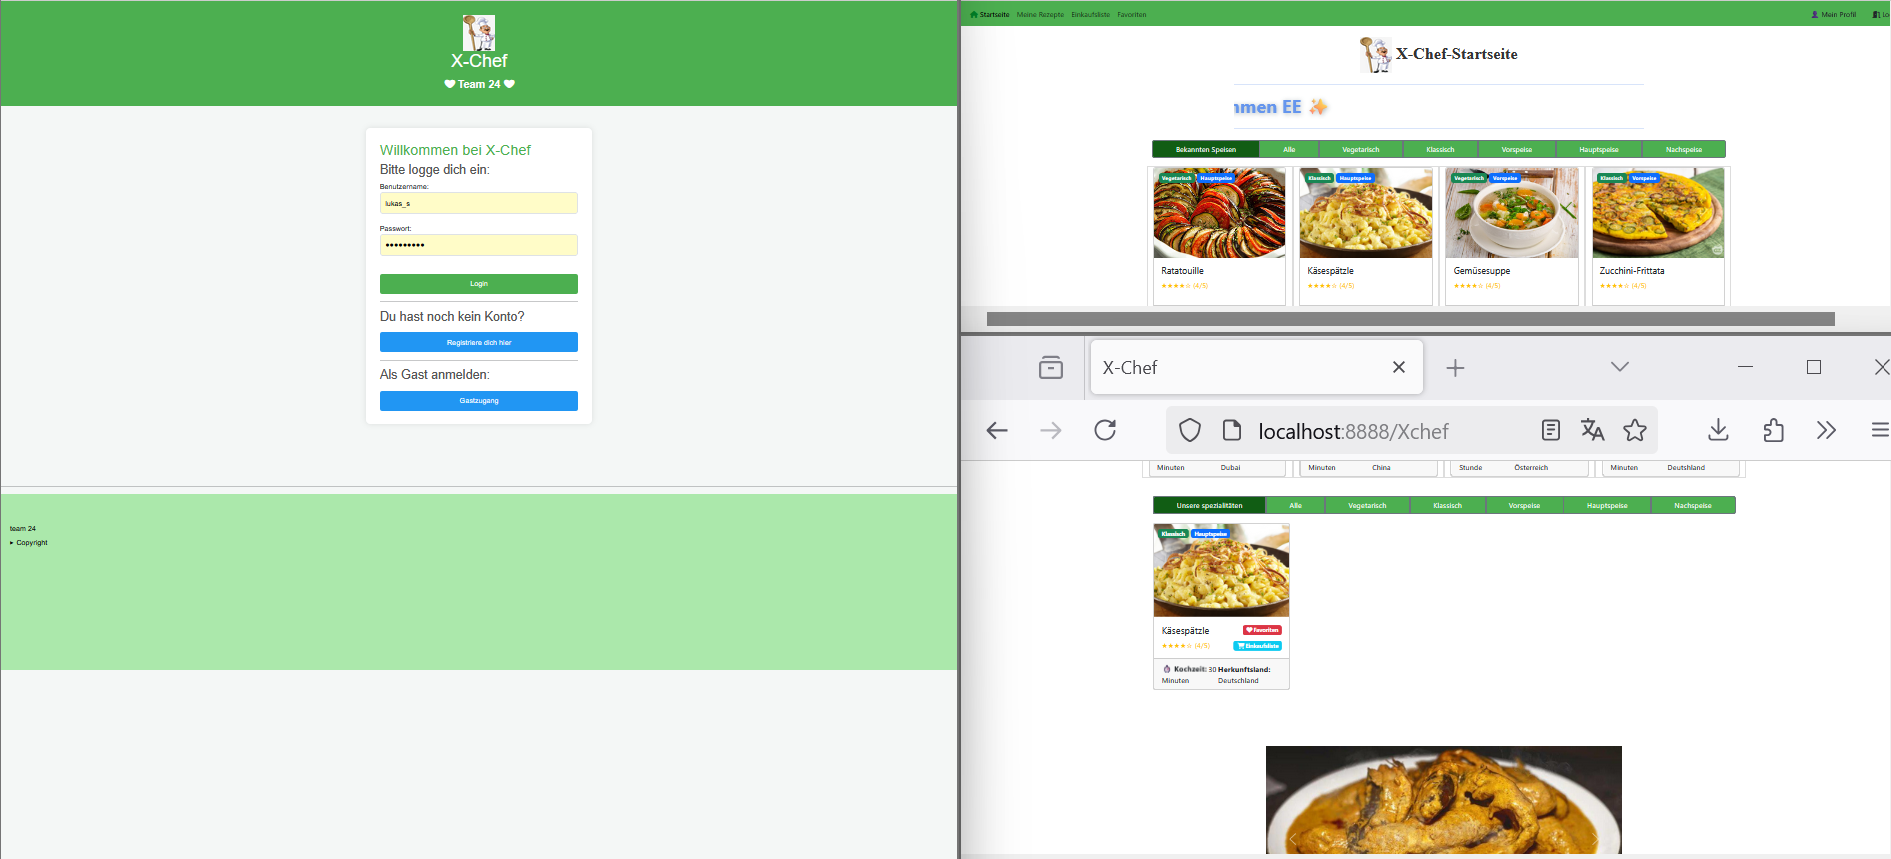 X-Chef
Team 24
Willkommen bei X-Chef
Bitte logge dich ein:
Benutzername:
lukas_s
Passwort:
•••••••••
Login
Du hast noch kein Konto?
Registriere dich hier
Als Gast anmelden:
Gastzugang
team 24
▸ Copyright
Startseite Meine Rezepte Einkaufsliste Favoriten Mein Profil Lo
X-Chef-Startseite
mmen EE ✨
Bekannten Speisen Alle Vegetarisch Klassisch Vorspeise Hauptspeise Nachspeise
Vegetarisch Hauptspeise Klassisch Hauptspeise Vegetarisch Vorspeise Klassisch Vorspeise
Ratatouille Käsespätzle Gemüsesuppe Zucchini-Frittata
★★★★☆ (4/5) ★★★★☆ (4/5) ★★★★☆ (4/5) ★★★★☆ (4/5)
X-Chef
localhost:8888/Xchef
Minuten Dubai Minuten China Stunde Österreich Minuten Deutshland
Unsere spezialitäten Alle Vegetarisch Klassisch Vorspeise Hauptspeise Nachspeise
Klassisch Hauptspeise
Käsespätzle Favoriten
★★★★☆ (4/5) Einkaufsliste
Kochzeit: 30 Herkunftsland:
Minuten Deutschland